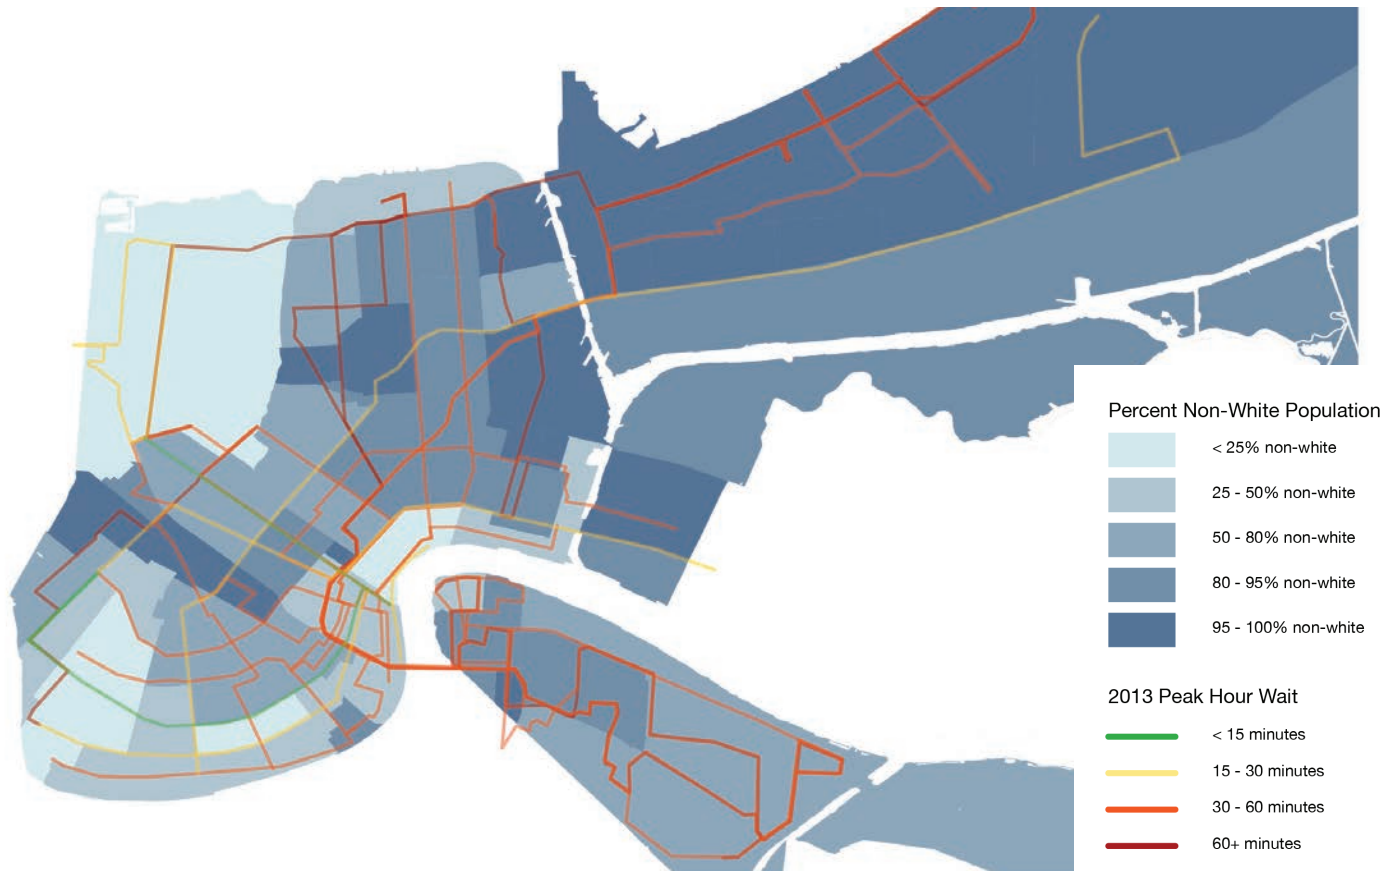 Percent Non-White Population
< 25% non-white
25 - 50% non-white
50 - 80% non-white
80 - 95% non-white
95 - 100% non-white
2013 Peak Hour Wait
< 15 minutes
15 - 30 minutes
30 - 60 minutes
60+ minutes